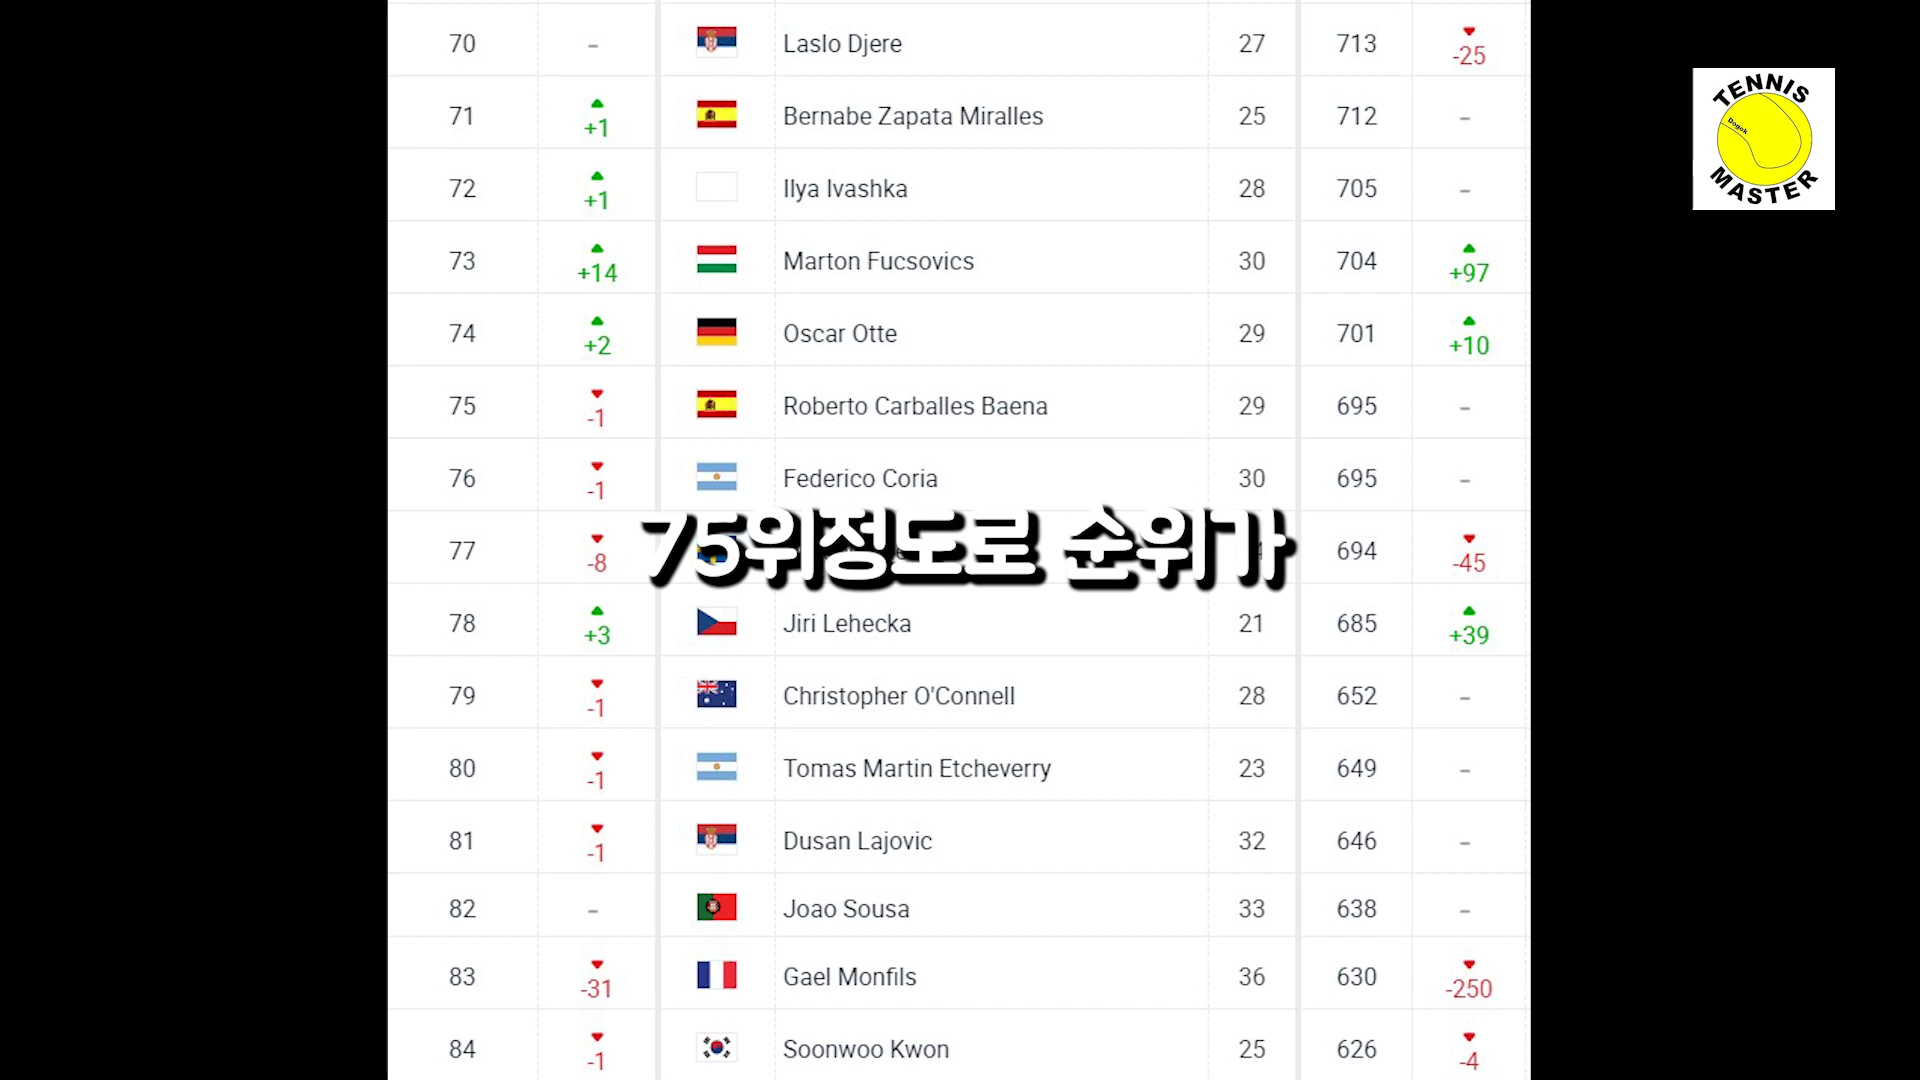 70 – Laslo Djere 27 713 -25
71 +1 Bernabe Zapata Miralles 25 712 –
72 +1 Ilya Ivashka 28 705 –
73 +14 Marton Fucsovics 30 704 +97
74 +2 Oscar Otte 29 701 +10
75 -1 Roberto Carballes Baena 29 695 –
76 -1 Federico Coria 30 695 –
77 -8 694 -45
75위정도로 순위가
78 +3 Jiri Lehecka 21 685 +39
79 -1 Christopher O'Connell 28 652 –
80 -1 Tomas Martin Etcheverry 23 649 –
81 -1 Dusan Lajovic 32 646 –
82 – Joao Sousa 33 638 –
83 -31 Gael Monfils 36 630 -250
84 -1 Soonwoo Kwon 25 626 -4
TENNIS
Dogok
MASTER